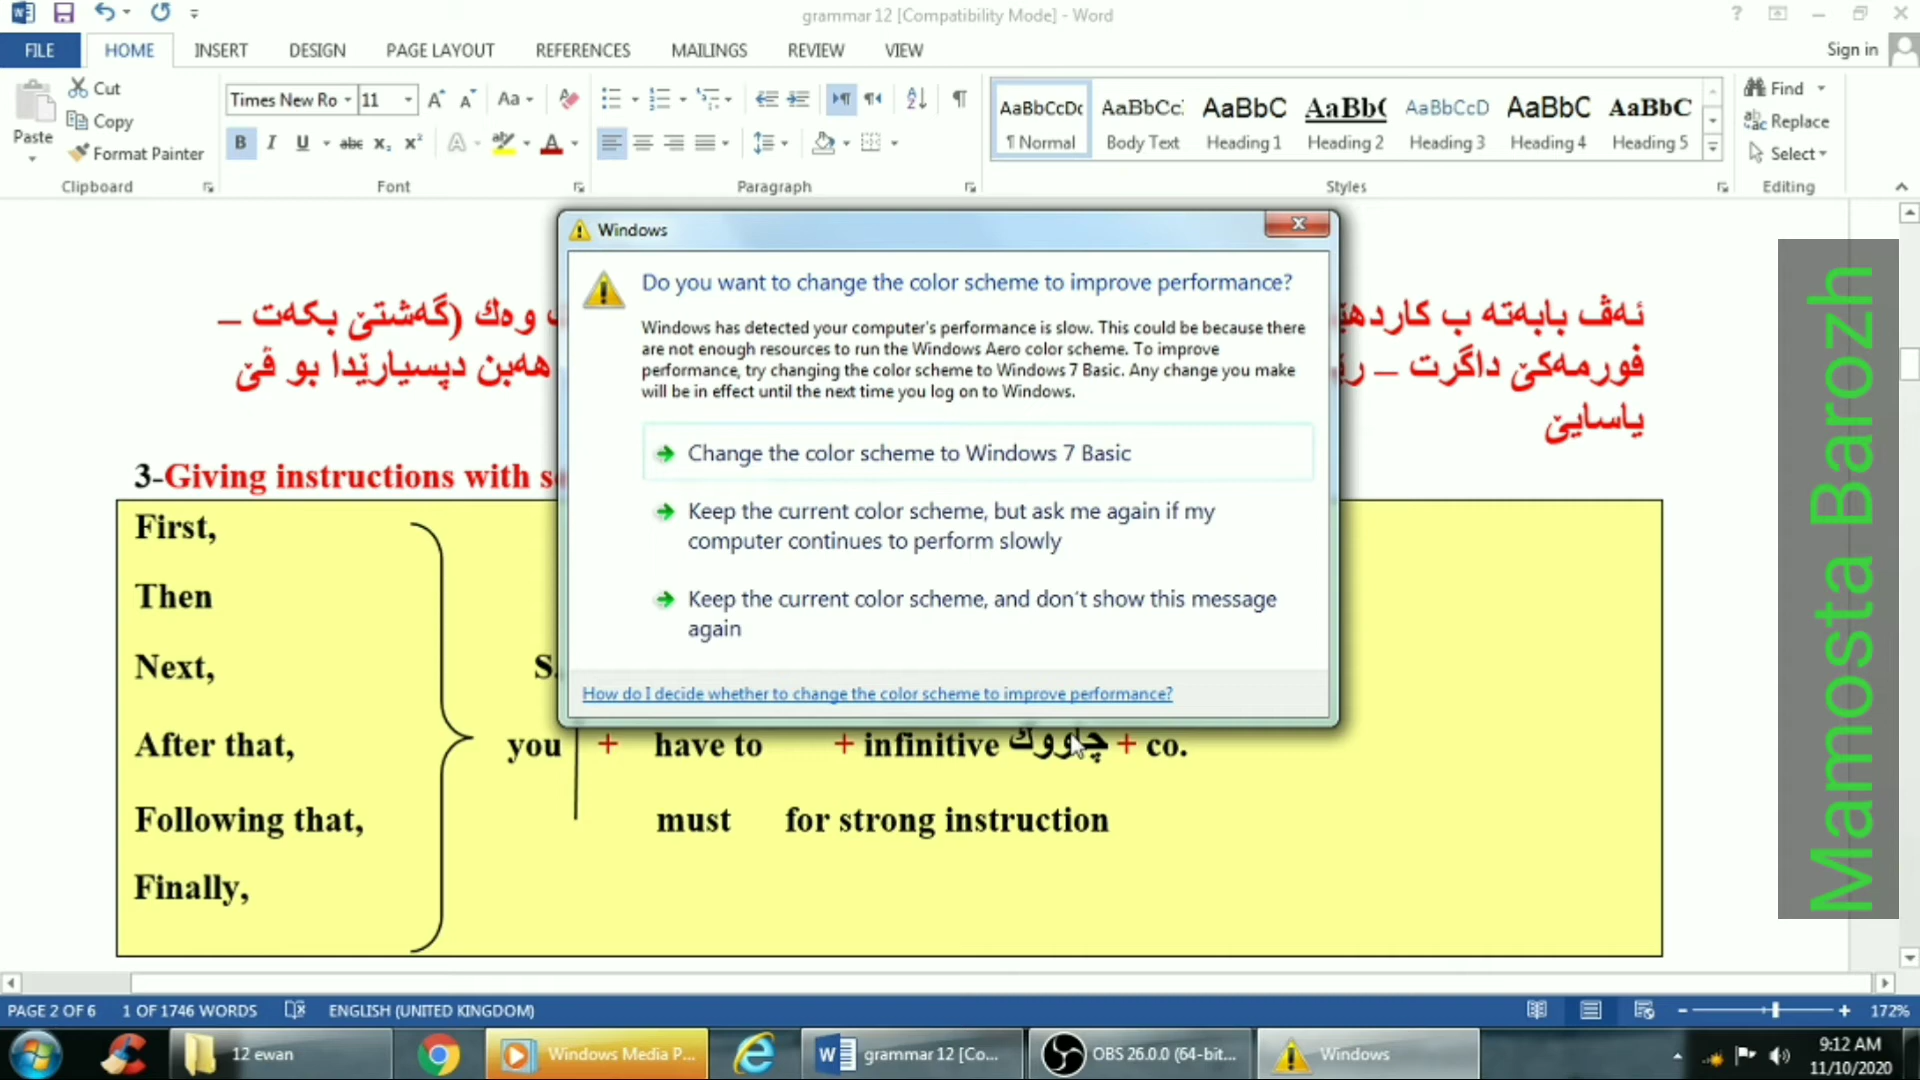 grammar 12 [Compatibility Mode] - Word
FILE HOME INSERT DESIGN PAGE LAYOUT REFERENCES MAILINGS REVIEW VIEW Sign in
Cut
Copy
Format Painter
Paste
Times New Ro 11
AaBbCcDc AaBbCc AaBbC AaBb( AaBbCcD AaBbC AaBbC
¶ Normal Body Text Heading 1 Heading 2 Heading 3 Heading 4 Heading 5
Find
Replace
Select
Clipboard Font Paragraph Styles Editing
Windows
Do you want to change the color scheme to improve performance?
Windows has detected your computer's performance is slow. This could be because there
are not enough resources to run the Windows Aero color scheme. To improve
performance, try changing the color scheme to Windows 7 Basic. Any change you make
will be in effect until the next time you log on to Windows.
Change the color scheme to Windows 7 Basic
Keep the current color scheme, but ask me again if my
computer continues to perform slowly
Keep the current color scheme, and don't show this message
again
How do I decide whether to change the color scheme to improve performance?
ئەڤ بابەتە ب وەك (گەشتێ بکەت –
فورمەکێ داگرت – هەبن دپسیارێدا بو ڤێ
یاسایێ
3-Giving instructions with
First,
Then
Next, S.
After that, you + have to + infinitive چاووك + co.
Following that, must for strong instruction
Finally,
Mamosta Barozh
PAGE 2 OF 6 1 OF 1746 WORDS ENGLISH (UNITED KINGDOM) 172%
12 ewan Windows Media P... grammar 12 [Co... OBS 26.0.0 (64-bit... Windows
9:12 AM
11/10/2020